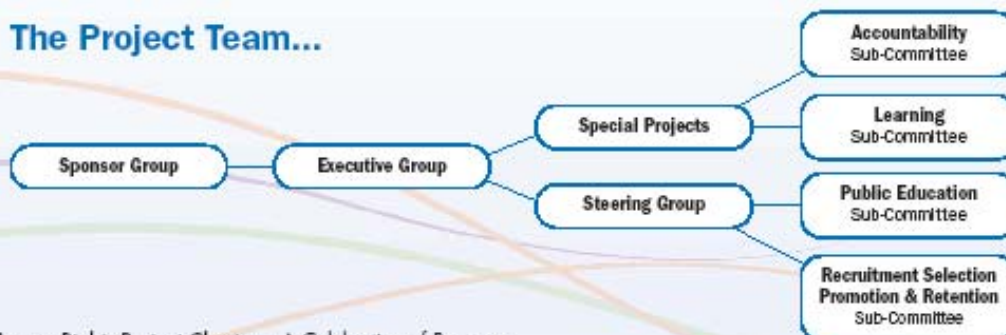 The Project Team...
Accountability
Sub-Committee
Special Projects
Learning
Sub-Committee
Sponsor Group
Executive Group
Steering Group
Public Education
Sub-Committee
Recruitment Selection
Promotion & Retention
Sub-Committee